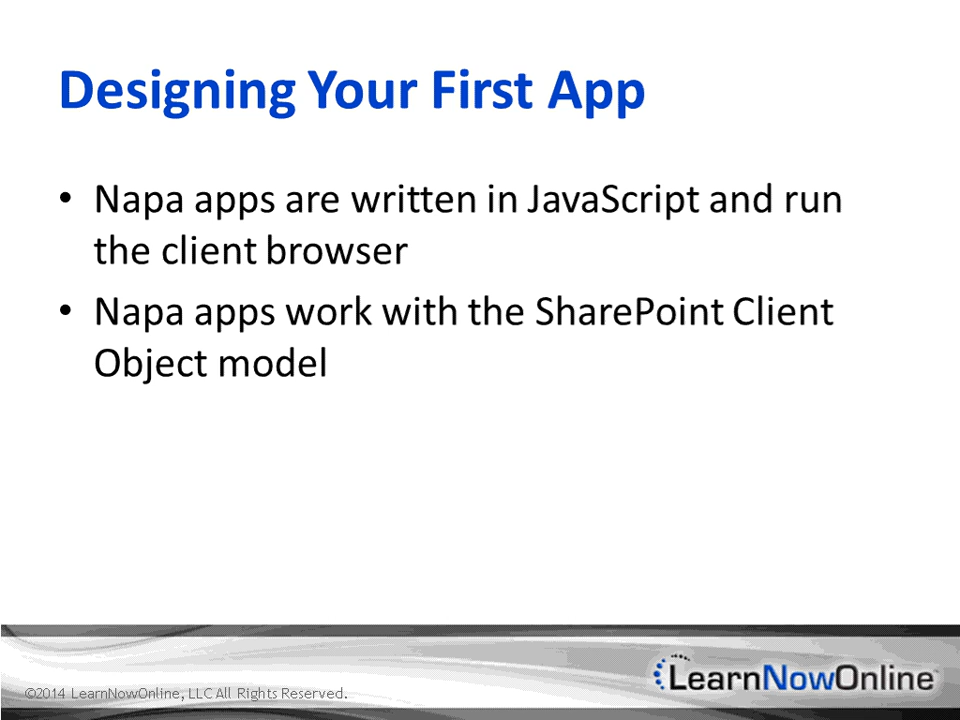 Designing Your First App
• Napa apps are written in JavaScript and run
the client browser
• Napa apps work with the SharePoint Client
Object model
©2014 LearnNowOnline, LLC All Rights Reserved.
LearnNowOnline